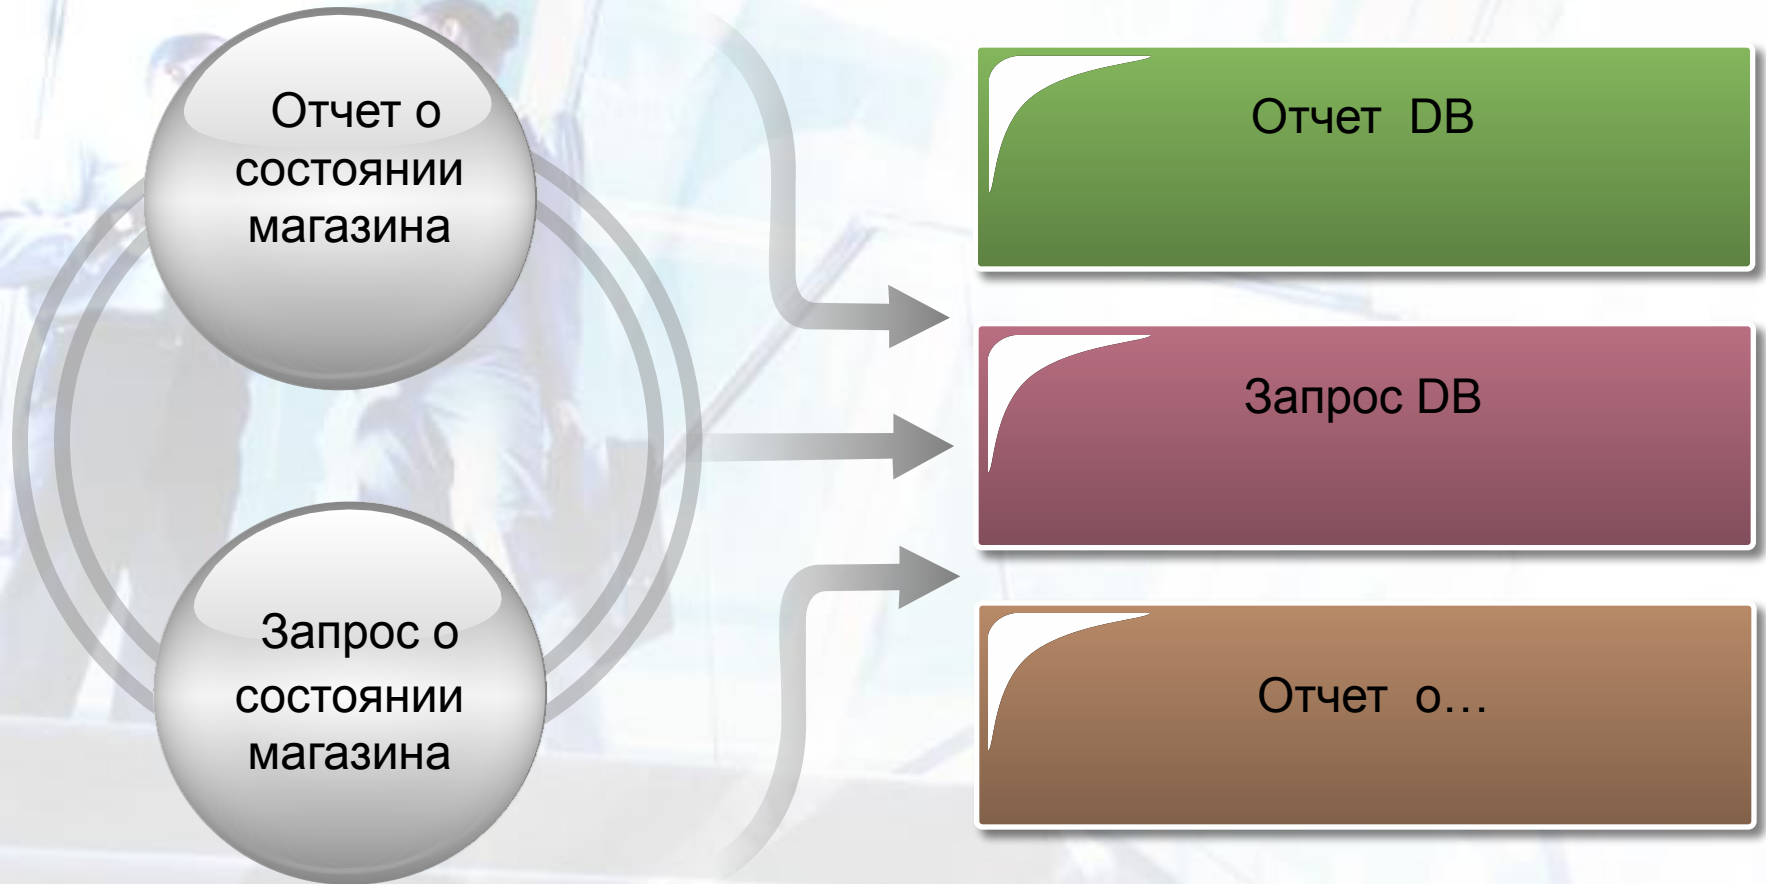 Отчет о
состоянии
магазина
Запрос о
состоянии
магазина
Отчет DB
Запрос DB
Отчет о…